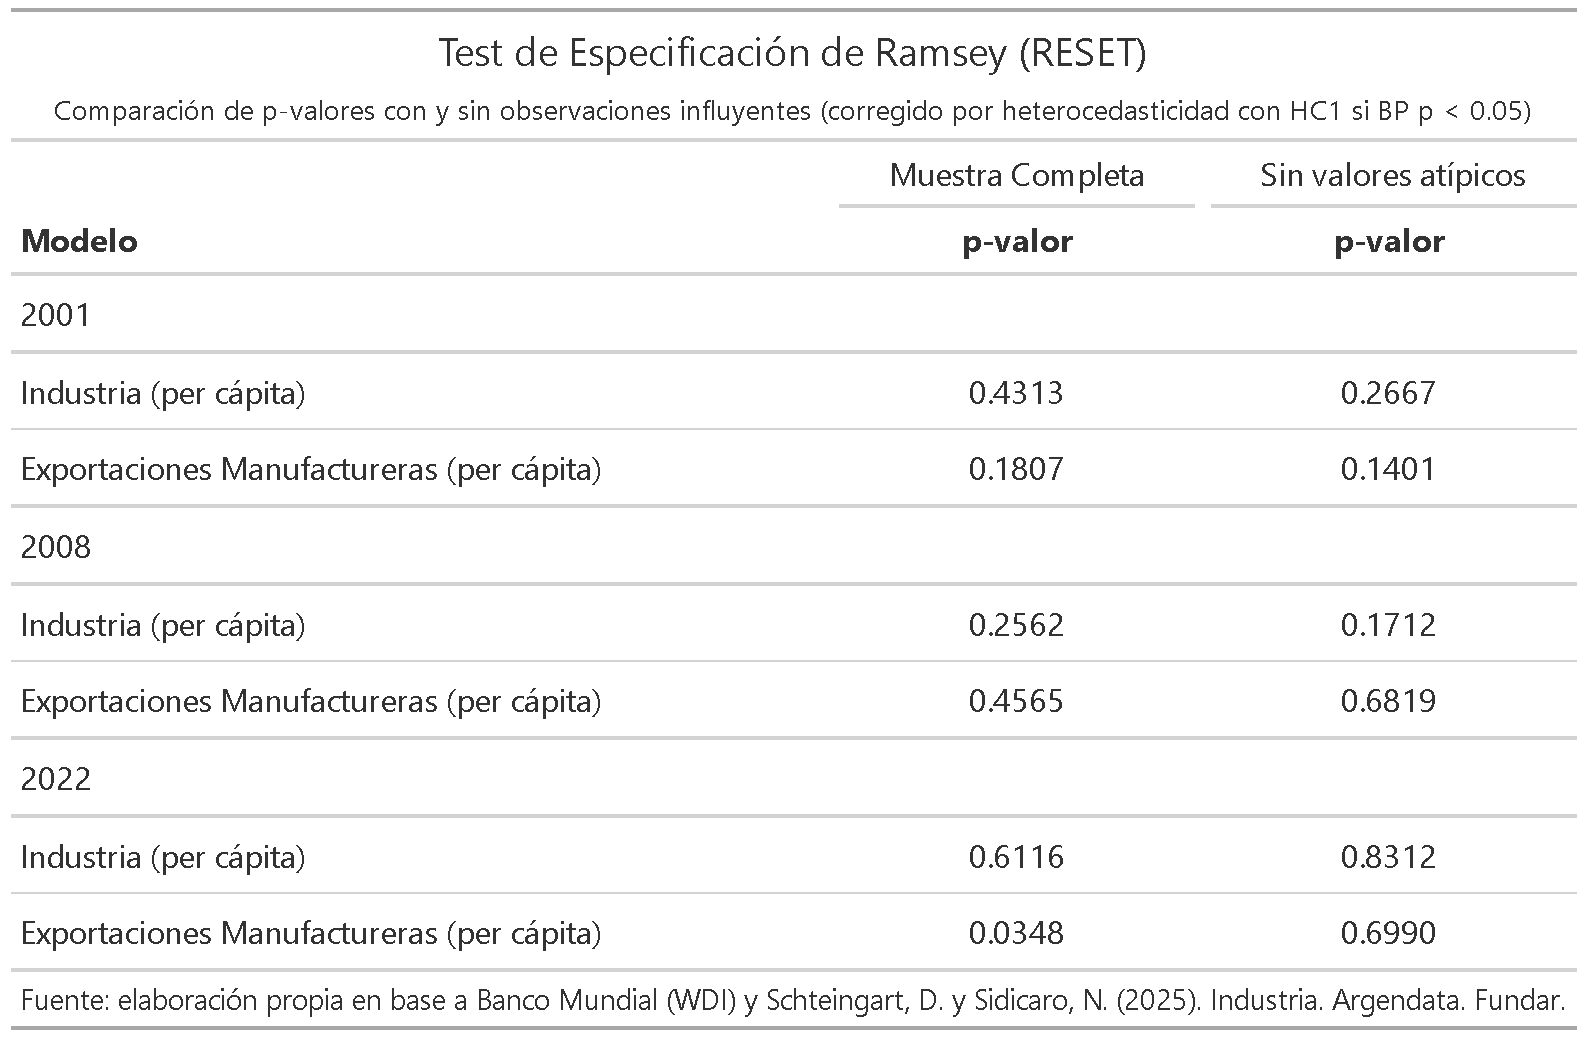 Test de Especificación de Ramsey (RESET)
Comparación de p-valores con y sin observaciones influyentes (corregido por heterocedasticidad con HC1 si BP p < 0.05)
Muestra Completa Sin valores atípicos
Modelo p-valor p-valor
2001
Industria (per cápita) 0.4313 0.2667
Exportaciones Manufactureras (per cápita) 0.1807 0.1401
2008
Industria (per cápita) 0.2562 0.1712
Exportaciones Manufactureras (per cápita) 0.4565 0.6819
2022
Industria (per cápita) 0.6116 0.8312
Exportaciones Manufactureras (per cápita) 0.0348 0.6990
Fuente: elaboración propia en base a Banco Mundial (WDI) y Schteingart, D. y Sidicaro, N. (2025). Industria. Argendata. Fundar.